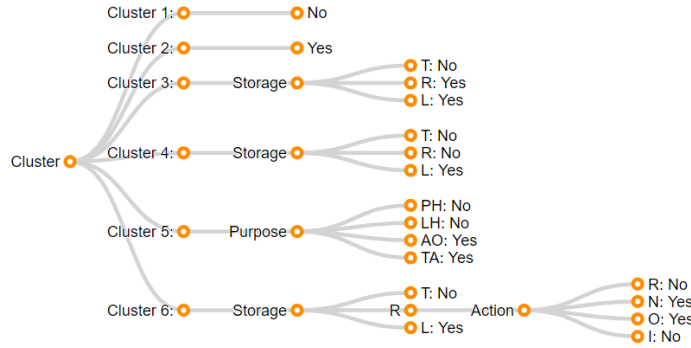 Cluster
Cluster 1:
No
Cluster 2:
Yes
Cluster 3:
Storage
T: No
R: Yes
L: Yes
Cluster 4:
Storage
T: No
R: No
L: Yes
Cluster 5:
Purpose
PH: No
LH: No
AO: Yes
TA: Yes
Cluster 6:
Storage
T: No
R
Action
R: No
N: Yes
O: Yes
I: No
L: Yes